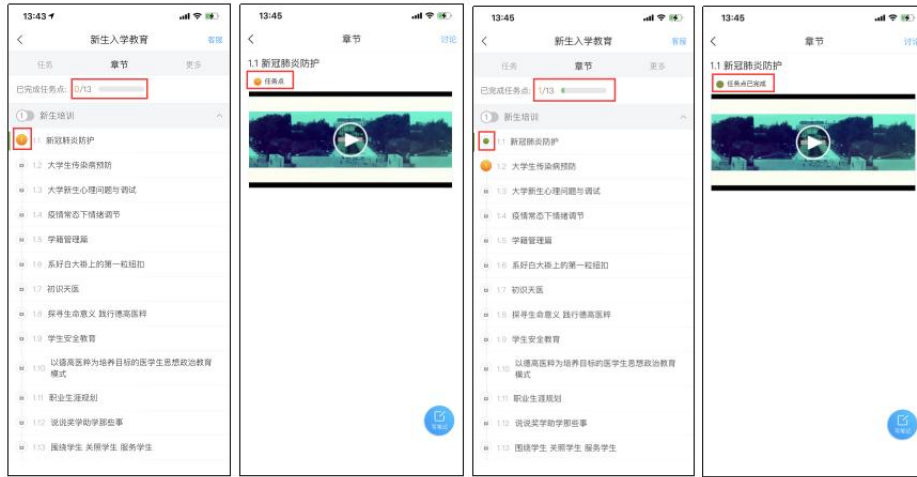 13:43
新生入学教育
客服
任务 章节 更多
已完成任务点: 0/13
1 新生培训
1.1 新冠肺炎防护
1.2 大学生传染病预防
1.3 大学新生心理问题与调试
1.4 疫情常态下情绪调节
1.5 学籍管理篇
1.6 系好白大褂上的第一粒纽扣
1.7 初识天医
1.8 探寻生命意义 践行德高医粹
1.9 学生安全教育
1.10 以德高医粹为培养目标的医学生思想政治教育
模式
1.11 职业生涯规划
1.12 说说奖学助学那些事
1.13 围绕学生 关照学生 服务学生
13:45
章节
讨论
1.1 新冠肺炎防护
任务点
写笔记
13:45
新生入学教育
客服
任务 章节 更多
已完成任务点: 1/13
1 新生培训
1.1 新冠肺炎防护
1.2 大学生传染病预防
1.3 大学新生心理问题与调试
1.4 疫情常态下情绪调节
1.5 学籍管理篇
1.6 系好白大褂上的第一粒纽扣
1.7 初识天医
1.8 探寻生命意义 践行德高医粹
1.9 学生安全教育
1.10 以德高医粹为培养目标的医学生思想政治教育
模式
1.11 职业生涯规划
1.12 说说奖学助学那些事
1.13 围绕学生 关照学生 服务学生
13:45
章节
讨论
1.1 新冠肺炎防护
任务点已完成
写笔记